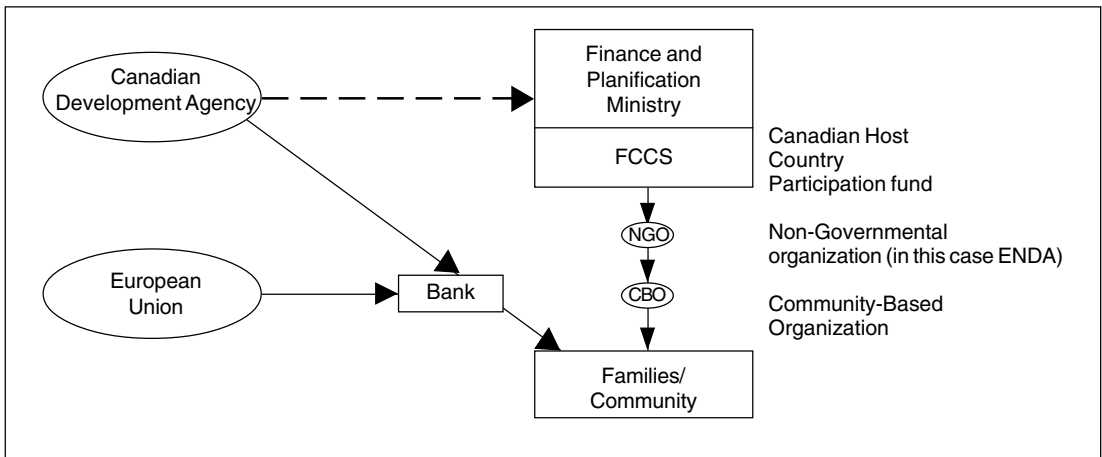 Canadian
Development Agency
Finance and
Planification
Ministry
FCCS
Canadian Host
Country
Participation fund
NGO
Non-Governmental
organization (in this case ENDA)
European
Union
Bank
CBO
Community-Based
Organization
Families/
Community